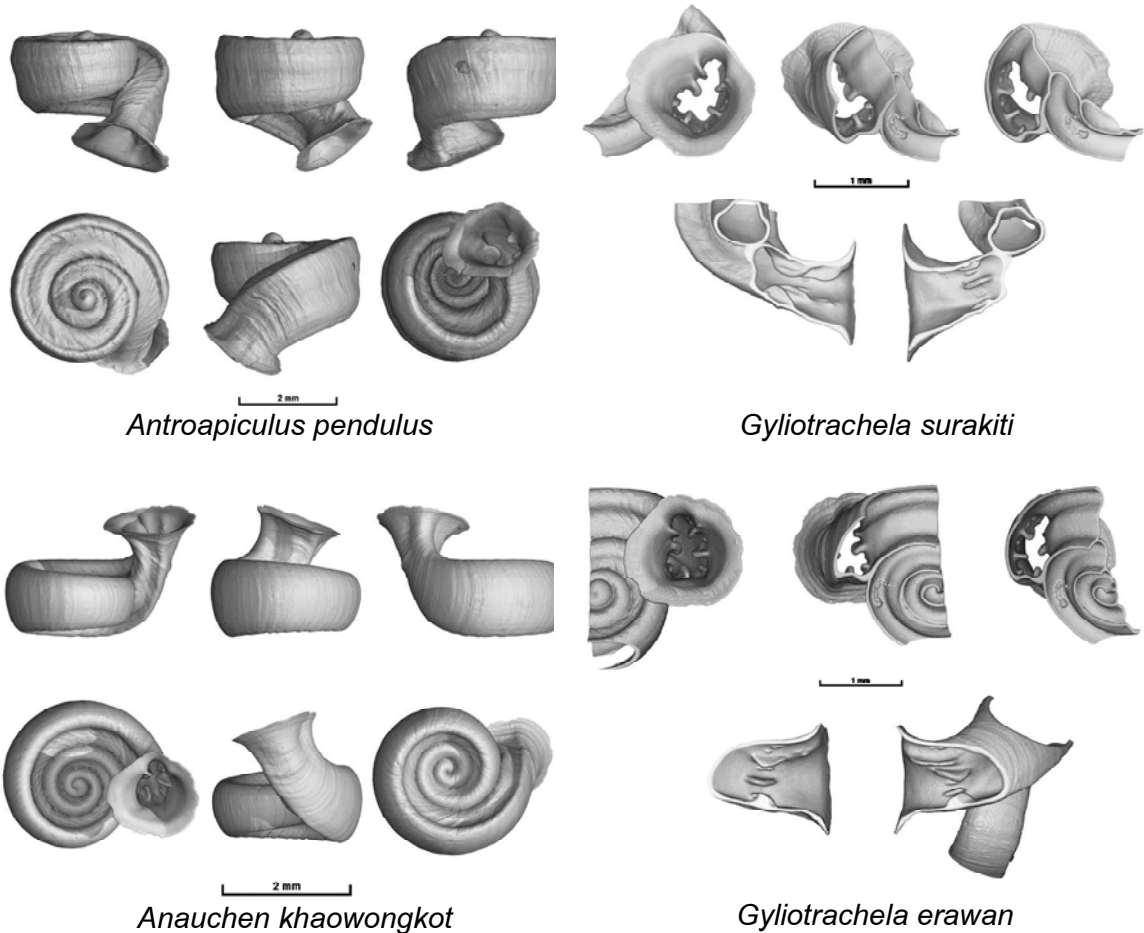 1 mm
2 mm
Antroapiculus pendulus
Gyliotrachela surakiti
1 mm
2 mm
Anauchen khaowongkot
Gyliotrachela erawan